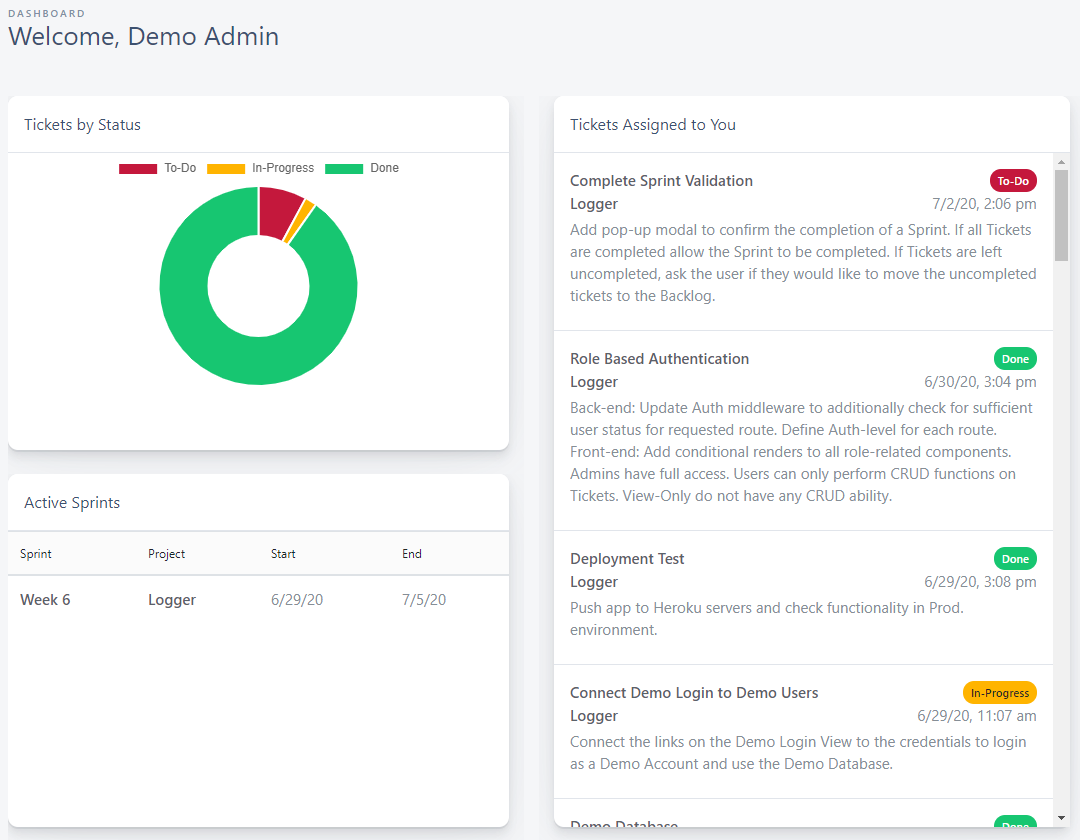 DASHBOARD
Welcome, Demo Admin
Tickets by Status
To-Do In-Progress Done
Active Sprints
Sprint Project Start End
Week 6 Logger 6/29/20 7/5/20
Tickets Assigned to You
Complete Sprint Validation To-Do
Logger 7/2/20, 2:06 pm
Add pop-up modal to confirm the completion of a Sprint. If all Tickets
are completed allow the Sprint to be completed. If Tickets are left
uncompleted, ask the user if they would like to move the uncompleted
tickets to the Backlog.
Role Based Authentication Done
Logger 6/30/20, 3:04 pm
Back-end: Update Auth middleware to additionally check for sufficient
user status for requested route. Define Auth-level for each route.
Front-end: Add conditional renders to all role-related components.
Admins have full access. Users can only perform CRUD functions on
Tickets. View-Only do not have any CRUD ability.
Deployment Test Done
Logger 6/29/20, 3:08 pm
Push app to Heroku servers and check functionality in Prod.
environment.
Connect Demo Login to Demo Users In-Progress
Logger 6/29/20, 11:07 am
Connect the links on the Demo Login View to the credentials to login
as a Demo Account and use the Demo Database.
Demo Database Done